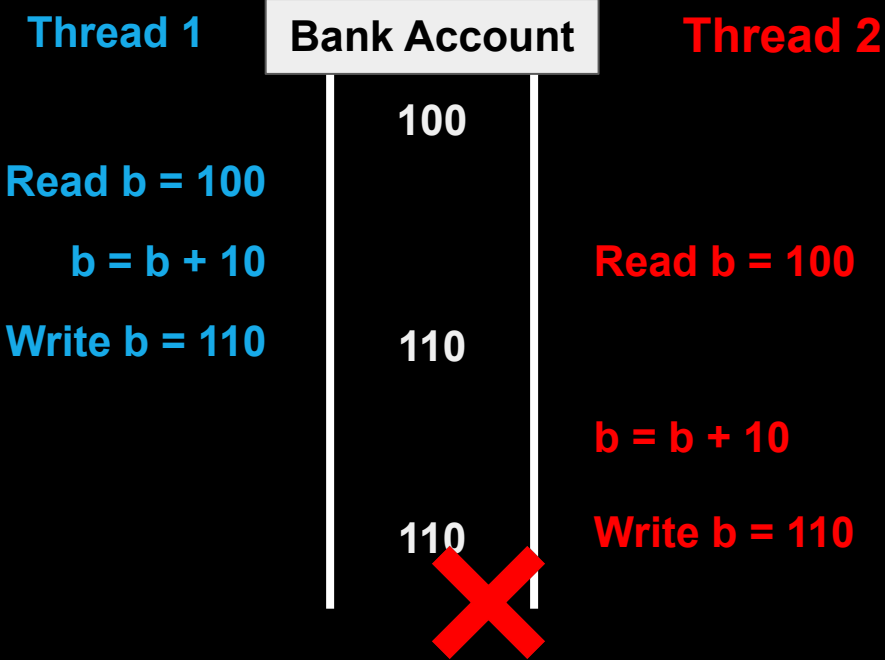 Thread 1
Bank Account
Thread 2
100
Read b = 100
b = b + 10
Read b = 100
Write b = 110
110
b = b + 10
110
Write b = 110